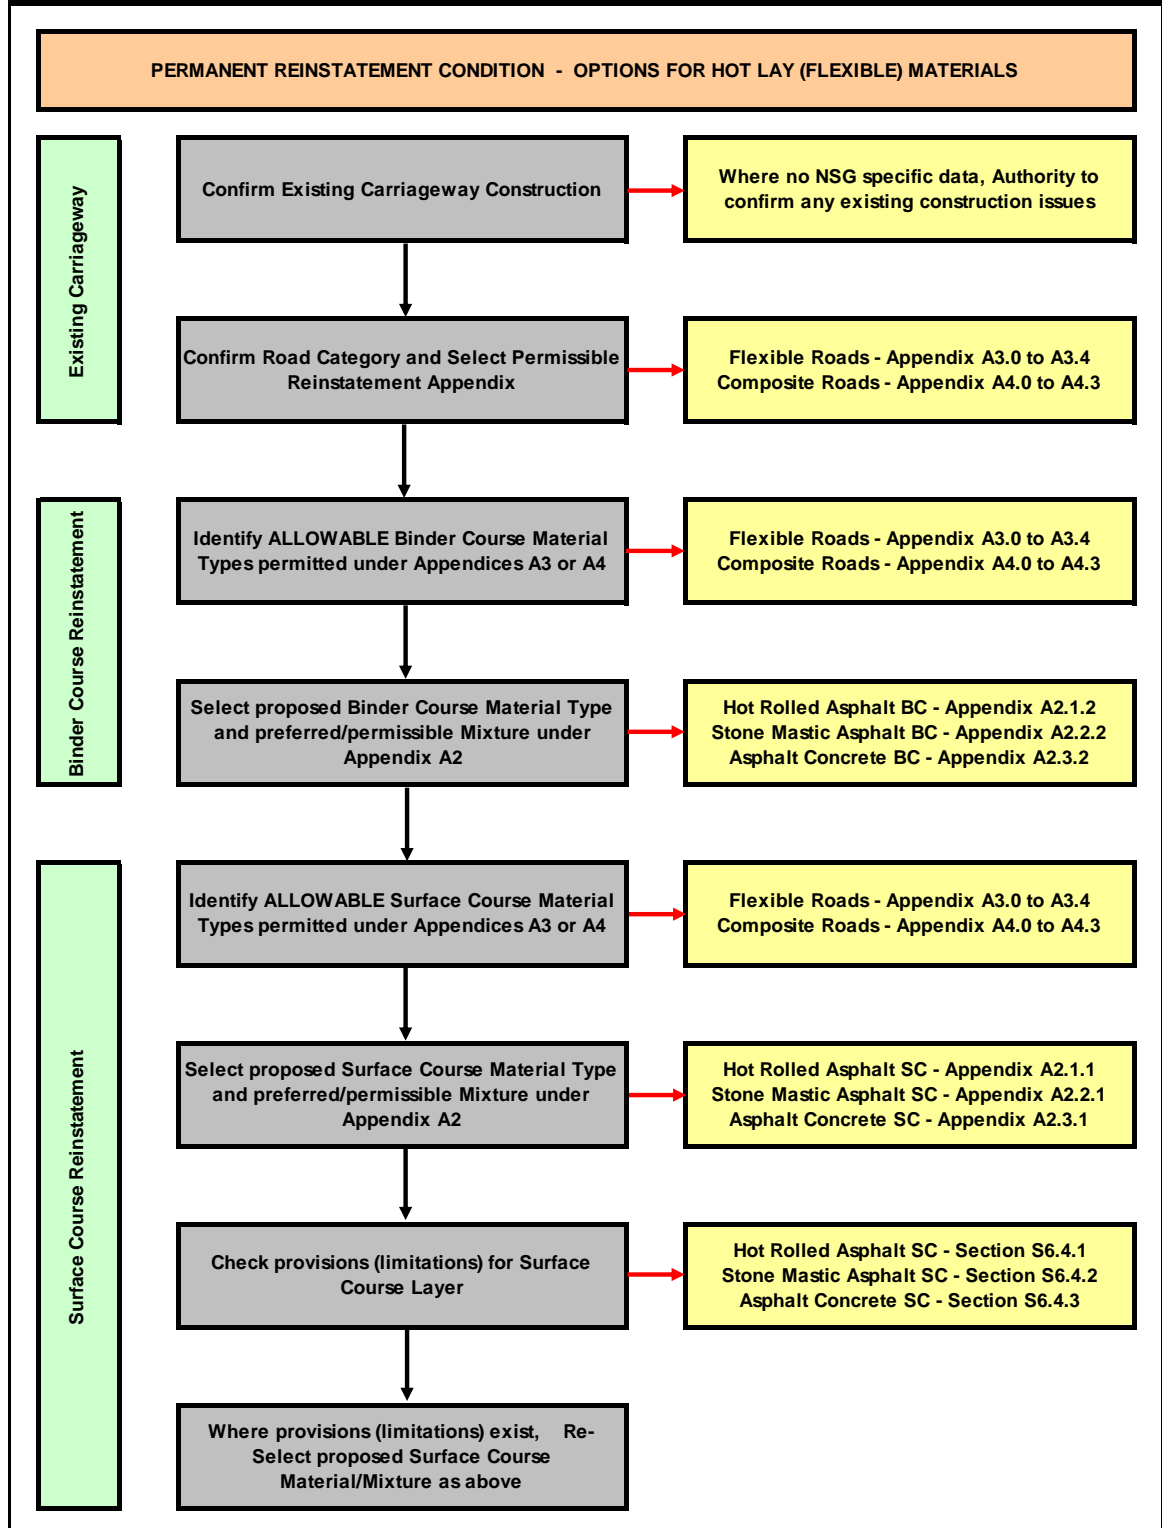 PERMANENT REINSTATEMENT CONDITION - OPTIONS FOR HOT LAY (FLEXIBLE) MATERIALS
Existing Carriageway
Confirm Existing Carriageway Construction
Where no NSG specific data, Authority to
confirm any existing construction issues
Confirm Road Category and Select Permissible
Reinstatement Appendix
Flexible Roads - Appendix A3.0 to A3.4
Composite Roads - Appendix A4.0 to A4.3
Binder Course Reinstatement
Identify ALLOWABLE Binder Course Material
Types permitted under Appendices A3 or A4
Flexible Roads - Appendix A3.0 to A3.4
Composite Roads - Appendix A4.0 to A4.3
Select proposed Binder Course Material Type
and preferred/permissible Mixture under
Appendix A2
Hot Rolled Asphalt BC - Appendix A2.1.2
Stone Mastic Asphalt BC - Appendix A2.2.2
Asphalt Concrete BC - Appendix A2.3.2
Surface Course Reinstatement
Identify ALLOWABLE Surface Course Material
Types permitted under Appendices A3 or A4
Flexible Roads - Appendix A3.0 to A3.4
Composite Roads - Appendix A4.0 to A4.3
Select proposed Surface Course Material Type
and preferred/permissible Mixture under
Appendix A2
Hot Rolled Asphalt SC - Appendix A2.1.1
Stone Mastic Asphalt SC - Appendix A2.2.1
Asphalt Concrete SC - Appendix A2.3.1
Check provisions (limitations) for Surface
Course Layer
Hot Rolled Asphalt SC - Section S6.4.1
Stone Mastic Asphalt SC - Section S6.4.2
Asphalt Concrete SC - Section S6.4.3
Where provisions (limitations) exist, Re-
Select proposed Surface Course
Material/Mixture as above